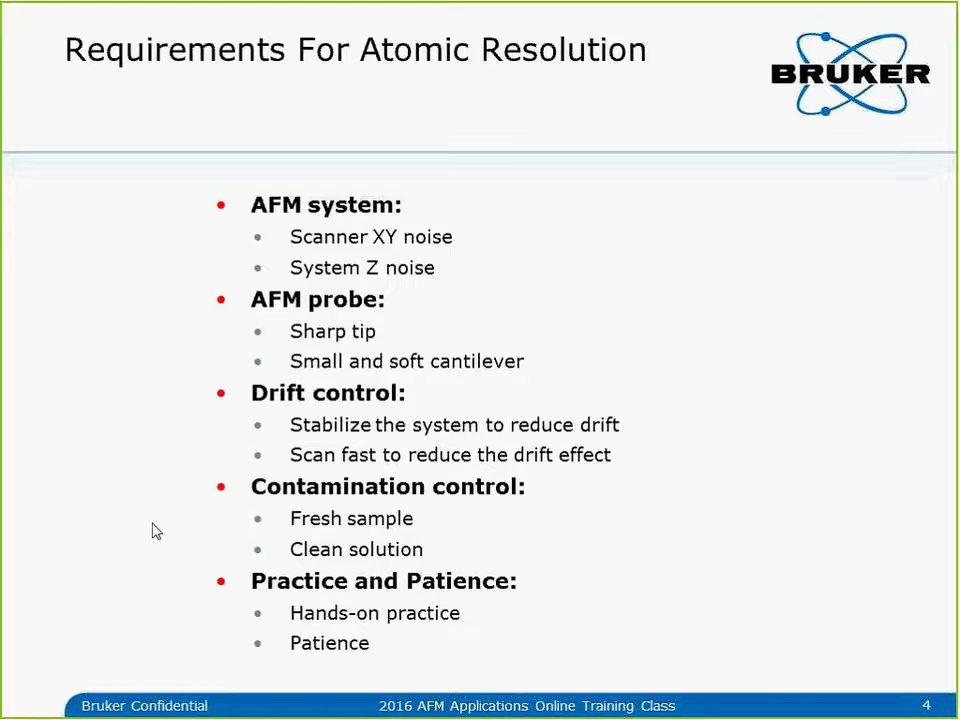 Requirements For Atomic Resolution
BRUKER
• AFM system:
• Scanner XY noise
• System Z noise
• AFM probe:
• Sharp tip
• Small and soft cantilever
• Drift control:
• Stabilize the system to reduce drift
• Scan fast to reduce the drift effect
• Contamination control:
• Fresh sample
• Clean solution
• Practice and Patience:
• Hands-on practice
• Patience
Bruker Confidential 2016 AFM Applications Online Training Class 4